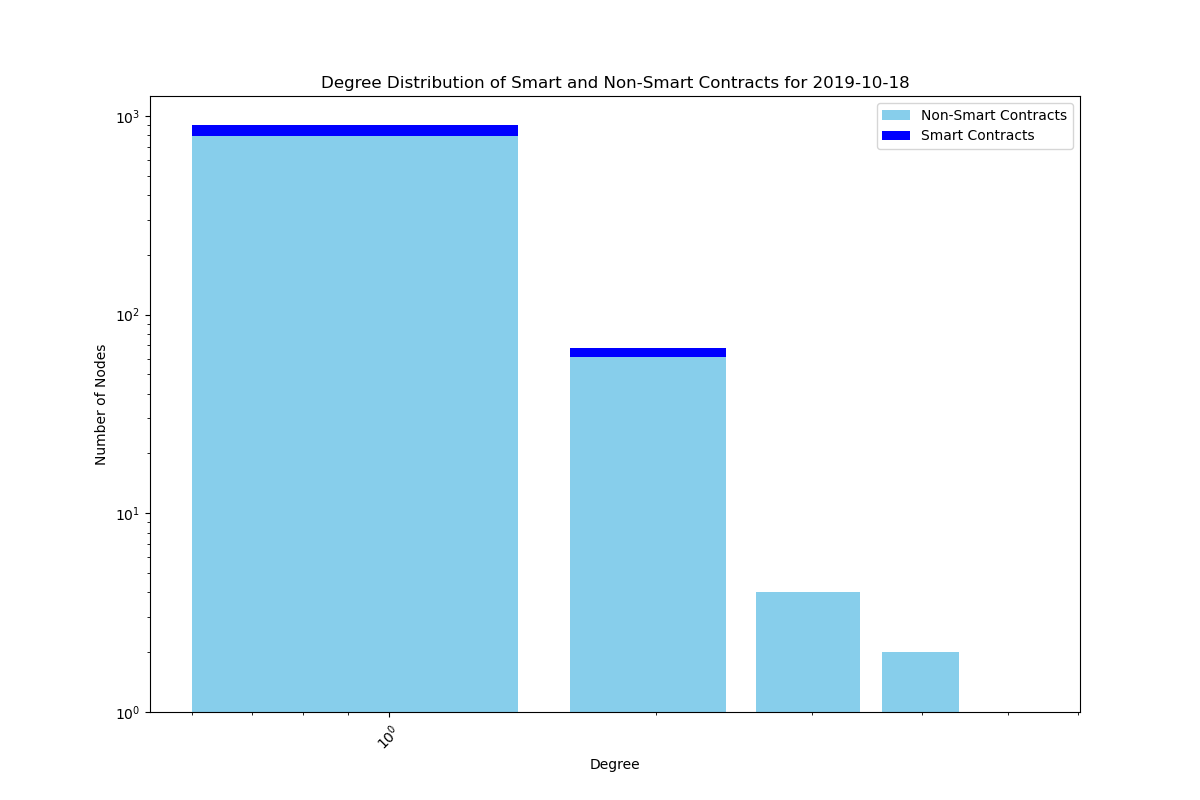 Degree Distribution of Smart and Non-Smart Contracts for 2019-10-18
Non-Smart Contracts
Smart Contracts
10³
10²
10¹
10⁰
Number of Nodes
10⁰
Degree